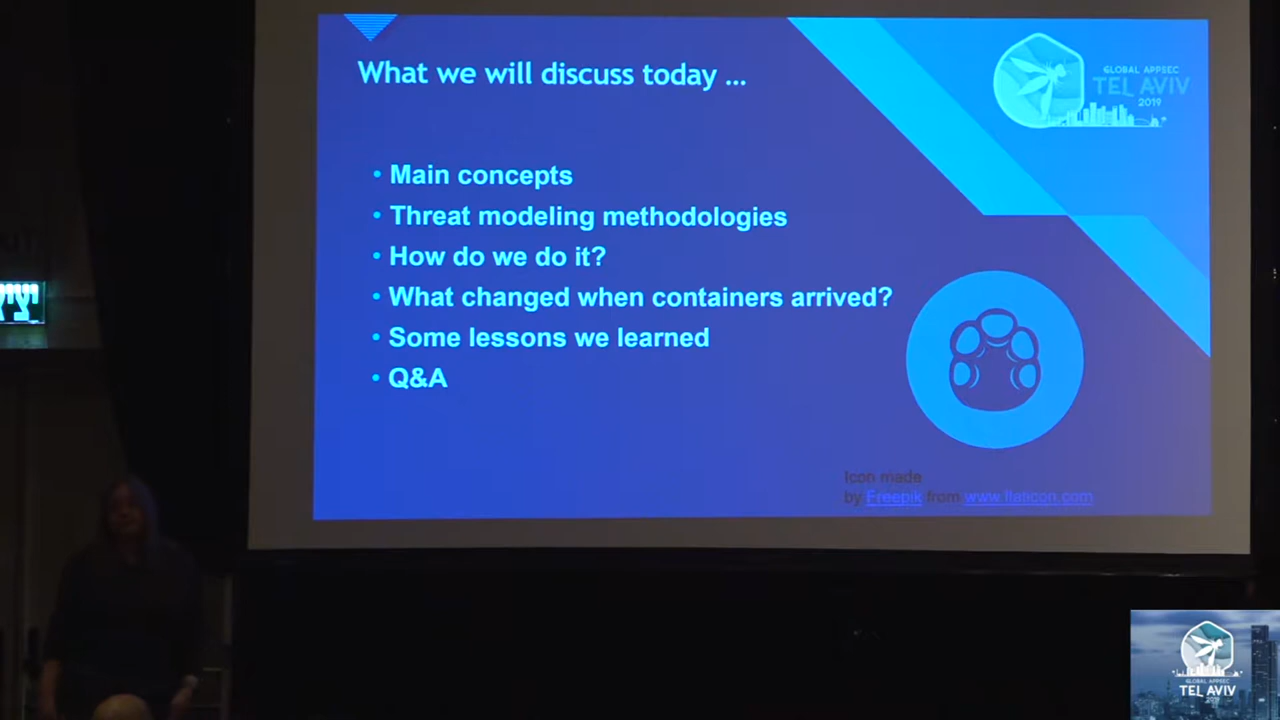 What we will discuss today ...
GLOBAL APPSEC
TEL AVIV
2019
• Main concepts
• Threat modeling methodologies
• How do we do it?
• What changed when containers arrived?
• Some lessons we learned
• Q&A
Icon made
by Freepik from www.flaticon.com
GLOBAL APPSEC
TEL AVIV
2019